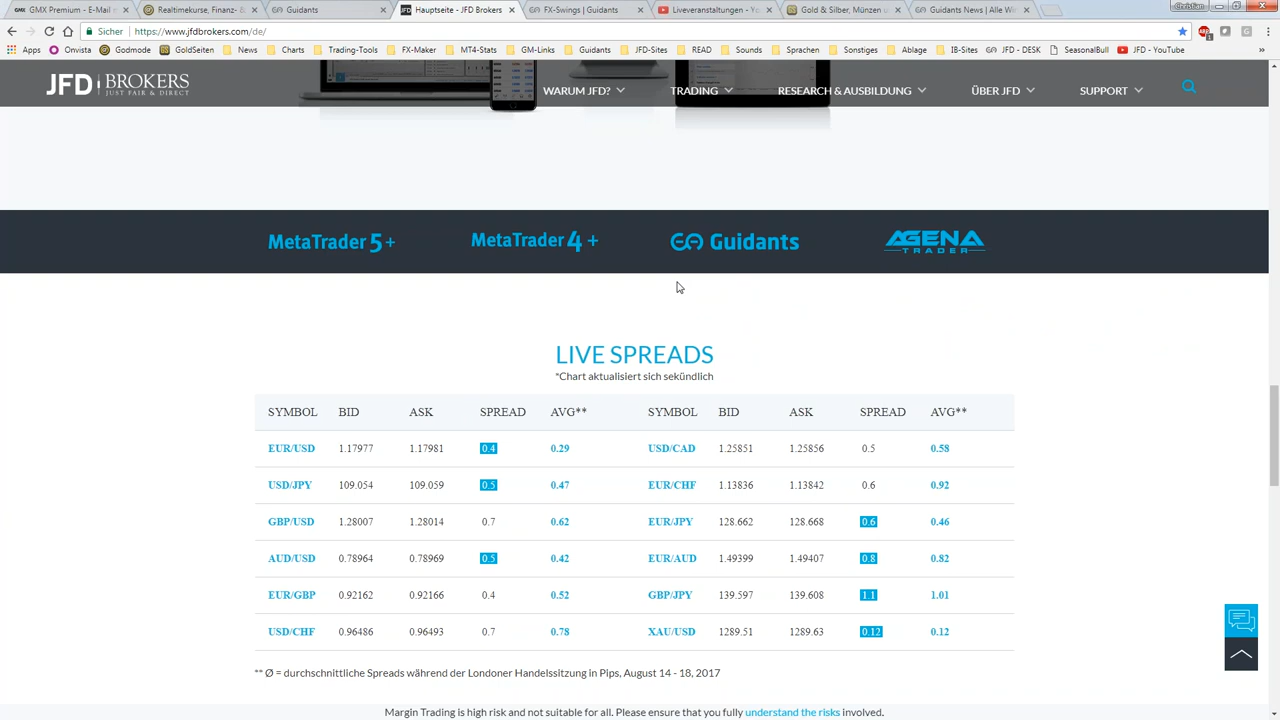 GMX Premium - E-Mail
Realtimekurse, Finanz- &
Guidants
Hauptseite - JFD Brokers
FX-Swings | Guidants
Liveveranstaltungen - Yo
Gold & Silber, Münzen u
Guidants News | Alle We
Christian
Sicher | https://www.jfdbrokers.com/de/
Apps Onvista Godmode GoldSeiten News Charts Trading-Tools FX-Maker MT4-Stats GM-Links Guidants JFD-Sites READ Sound Sprachen Sonstiges Ablage IB-Sites JFD - DESK SeasonalBull JFD - YouTube »
JFD BROKERS
JUST FAIR & DIRECT
WARUM JFD? TRADING RESEARCH & AUSBILDUNG ÜBER JFD SUPPORT
MetaTrader 5+ MetaTrader 4+ Guidants AGENA TRADER
LIVE SPREADS
*Chart aktualisiert sich sekündlich
SYMBOL BID ASK SPREAD AVG** SYMBOL BID ASK SPREAD AVG**
EUR/USD 1.17977 1.17981 0.4 0.29 USD/CAD 1.25851 1.25856 0.5 0.58
USD/JPY 109.054 109.059 0.5 0.47 EUR/CHF 1.13836 1.13842 0.6 0.92
GBP/USD 1.28007 1.28014 0.7 0.62 EUR/JPY 128.662 128.668 0.6 0.46
AUD/USD 0.78964 0.78969 0.5 0.42 EUR/AUD 1.49399 1.49407 0.8 0.82
EUR/GBP 0.92162 0.92166 0.4 0.52 GBP/JPY 139.597 139.608 1.1 1.01
USD/CHF 0.96486 0.96493 0.7 0.78 XAU/USD 1289.51 1289.63 0.12 0.12
** Ø = durchschnittliche Spreads während der Londoner Handelssitzung in Pips, August 14 - 18, 2017
Margin Trading is high risk and not suitable for all. Please ensure that you fully understand the risks involved.